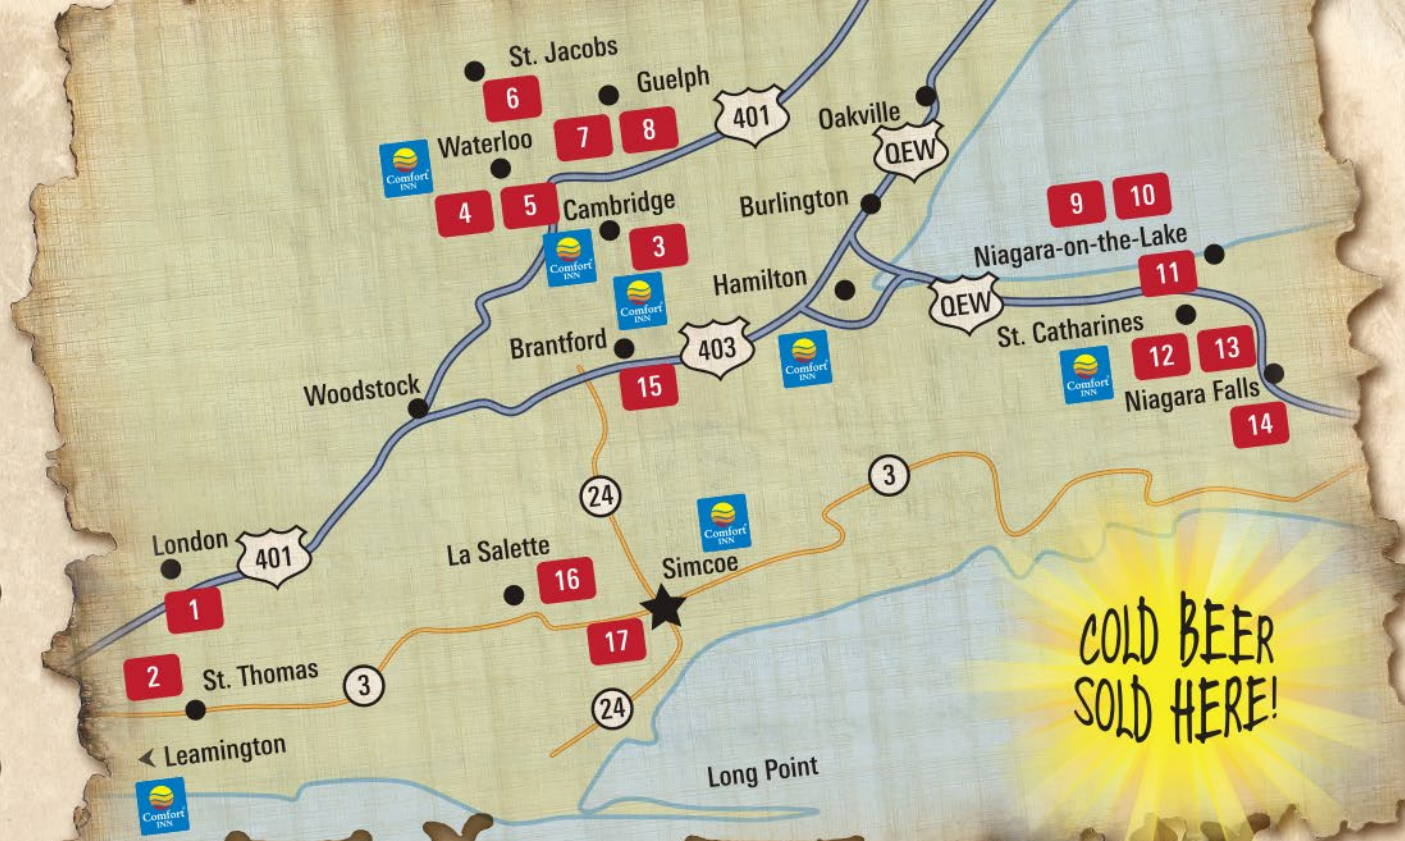 St. Jacobs
6
Guelph
7
8
401
Oakville
QEW
Comfort
INN
Waterloo
4
5
Cambridge
3
Comfort
INN
Comfort
INN
Burlington
9
10
Niagara-on-the-Lake
11
Hamilton
QEW
Brantford
403
15
Comfort
INN
St. Catharines
12
13
Comfort
INN
Niagara Falls
14
Woodstock
24
3
London
401
1
La Salette
16
Comfort
INN
Simcoe
17
2
St. Thomas
3
24
Leamington
Comfort
INN
Long Point
COLD BEER
SOLD HERE!